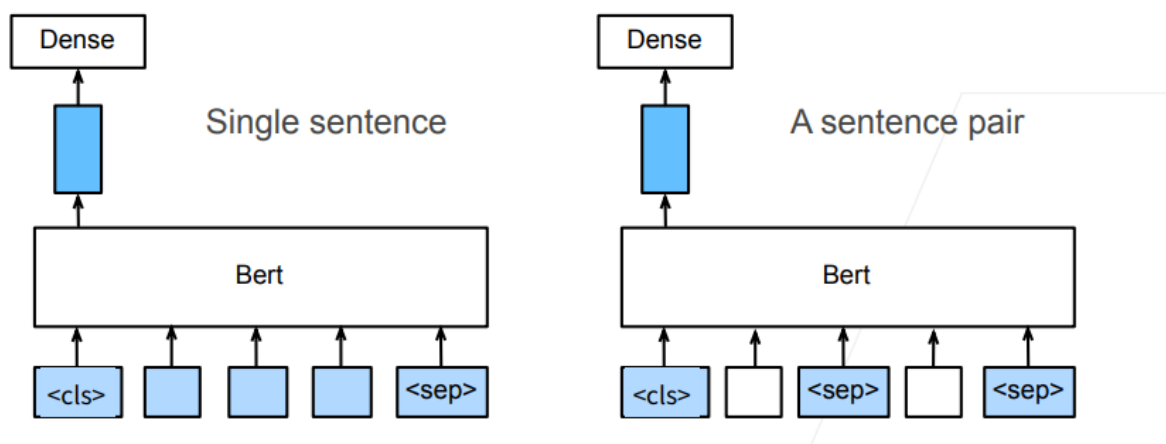 Dense
Single sentence
Bert
<cls>
<sep>
Dense
A sentence pair
Bert
<cls>
<sep>
<sep>